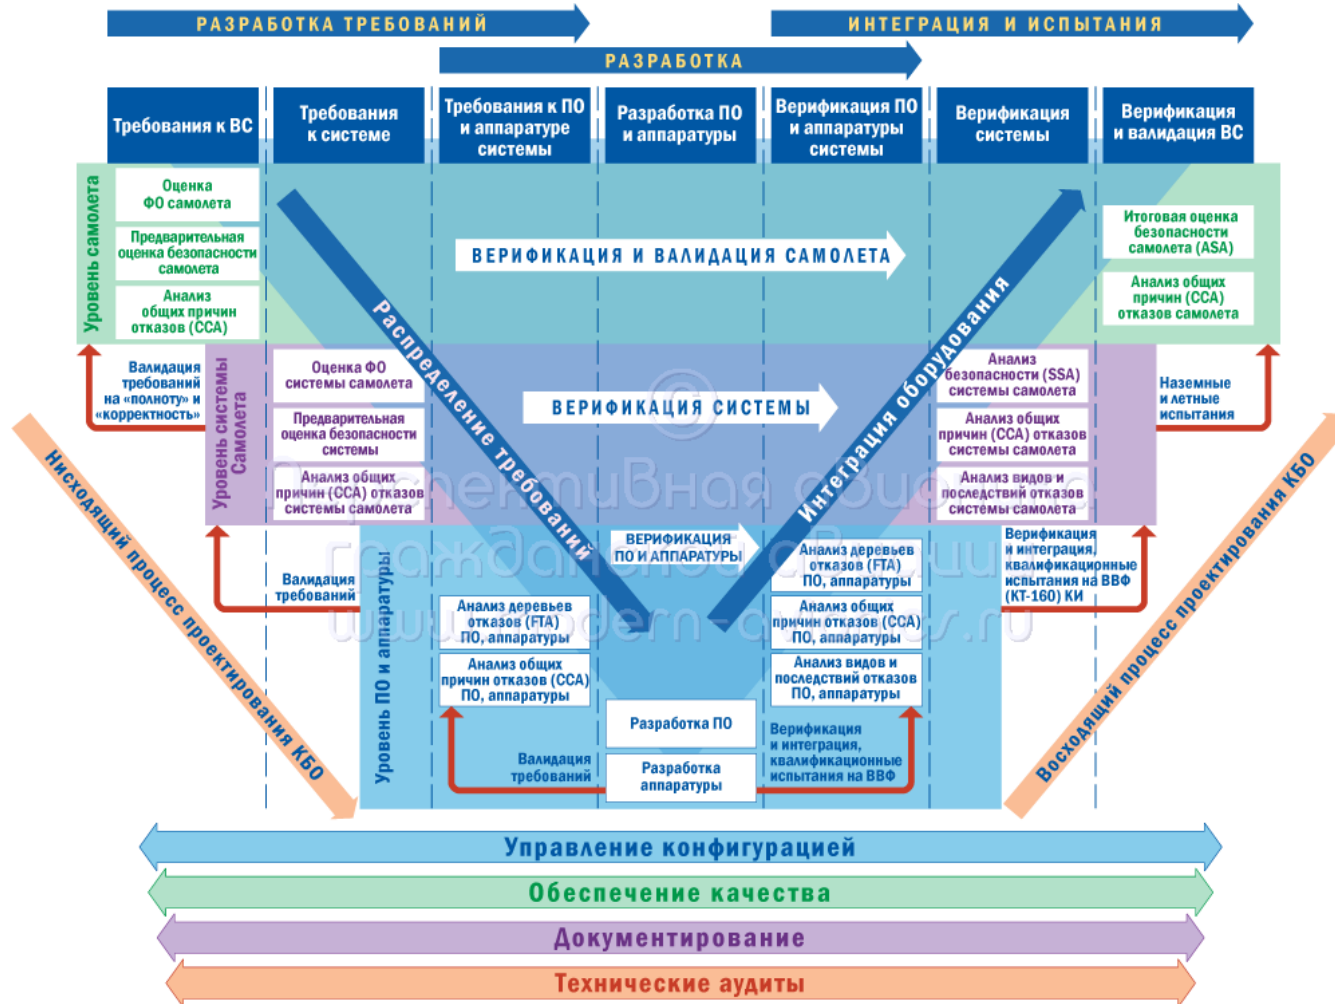 РАЗРАБОТКА ТРЕБОВАНИЙ
ИНТЕГРАЦИЯ И ИСПЫТАНИЯ
РАЗРАБОТКА
Требования к ВС
Требования
к системе
Требования к ПО
и аппаратуре
системы
Разработка ПО
и аппаратуры
Верификация ПО
и аппаратуры
системы
Верификация
системы
Верификация
и валидация ВС
Уровень самолета
Оценка
ФО самолета
Предварительная
оценка безопасности
самолета
Анализ
общих причин
отказов (ССА)
ВЕРИФИКАЦИЯ И ВАЛИДАЦИЯ САМОЛЕТА
Итоговая оценка
безопасности
самолета (ASA)
Анализ общих
причин (ССА)
отказов самолета
Распределение требований
Интеграция оборудования
Валидация
требований
на «полноту» и
«корректность»
Уровень системы
Самолета
Оценка ФО
системы самолета
Предварительная
оценка безопасности
системы
Анализ общих
причин (ССА) отказов
системы самолета
ВЕРИФИКАЦИЯ СИСТЕМЫ
Анализ
безопасности (SSA)
системы самолета
Анализ общих
причин (ССА) отказов
системы самолета
Анализ видов и
последствий отказов
системы самолета
Наземные
и летные
испытания
Нисходящий процесс проектирования КБО
Восходящий процесс проектирования КБО
©
Перспективная авионика
гражданской авиации
www.modern-avionics.ru
Валидация
требований
Уровень ПО и аппаратуры
ВЕРИФИКАЦИЯ
ПО И АППАРАТУРЫ
Анализ деревьев
отказов (FTA)
ПО, аппаратуры
Анализ общих
причин отказов (ССА)
ПО, аппаратуры
Анализ деревьев
отказов (FTA)
ПО, аппаратуры
Анализ общих
причин отказов (ССА)
ПО, аппаратуры
Анализ видов и
последствий отказов
ПО, аппаратуры
Верификация
и интеграция,
квалификационные
испытания на ВВФ
(КТ-160) КИ
Разработка ПО
Разработка
аппаратуры
Валидация
требований
Верификация
и интеграция,
квалификационные
испытания на ВВФ
Управление конфигурацией
Обеспечение качества
Документирование
Технические аудиты